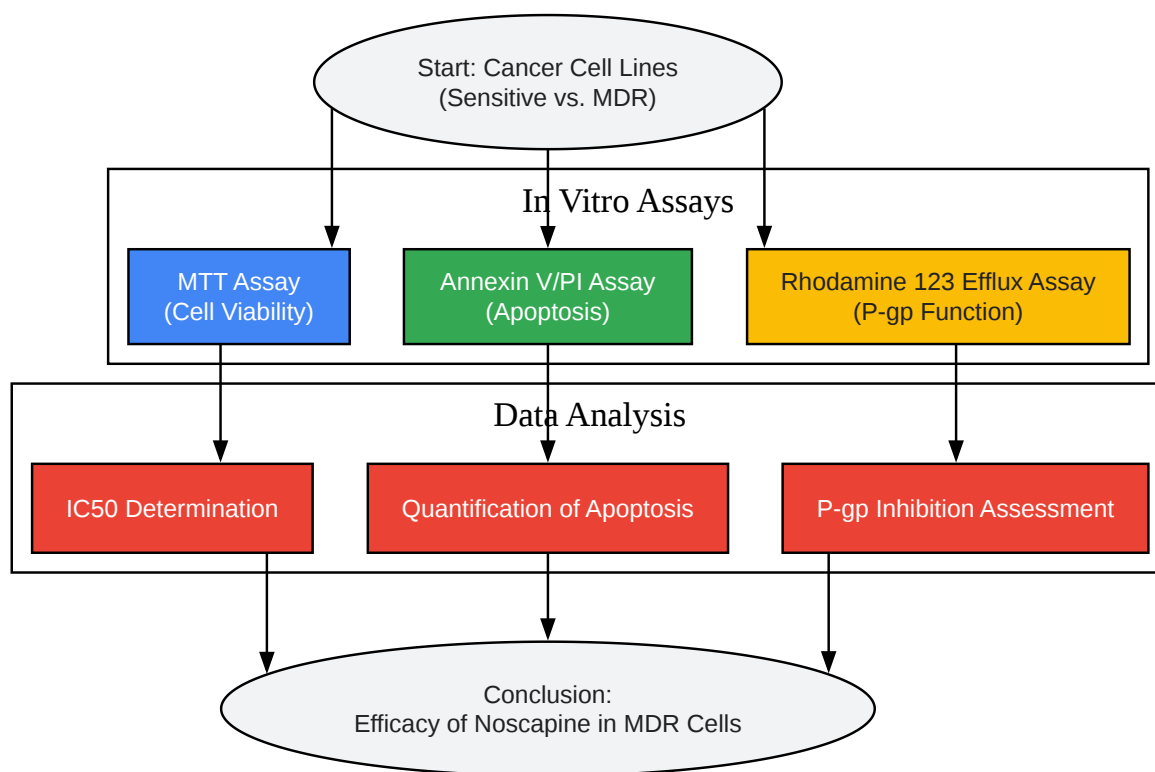 Start: Cancer Cell Lines
(Sensitive vs. MDR)
In Vitro Assays
MTT Assay
(Cell Viability)
Annexin V/PI Assay
(Apoptosis)
Rhodamine 123 Efflux Assay
(P-gp Function)
Data Analysis
IC50 Determination
Quantification of Apoptosis
P-gp Inhibition Assessment
Conclusion:
Efficacy of Noscapine in MDR Cells